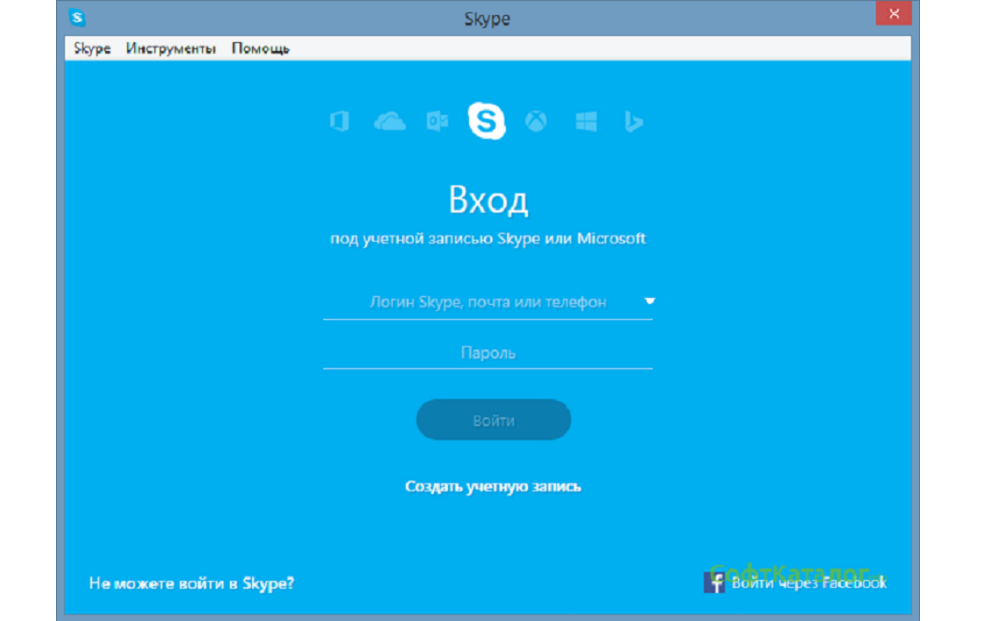 Skype
Skype Инструменты Помощь
Вход
под учетной записью Skype или Microsoft
Логин Skype, почта или телефон
Пароль
Войти
Создать учетную запись
Не можете войти в Skype?
СофтКаталог
Войти через Facebook